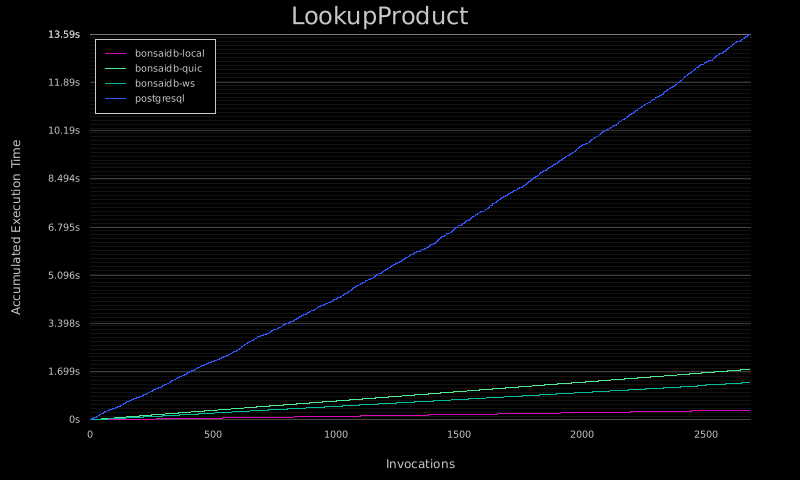 LookupProduct
13.59s
11.89s
10.19s
8.494s
6.795s
5.096s
3.398s
1.699s
0s
Accumulated Execution Time
bonsaidb-local
bonsaidb-quic
bonsaidb-ws
postgresql
0 500 1000 1500 2000 2500
Invocations